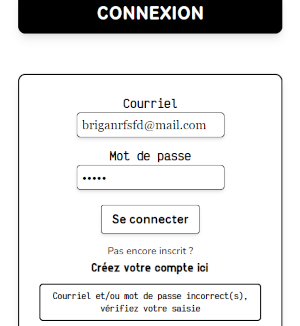 CONNEXION
Courriel
briganrfsfd@mail.com
Mot de passe
•••••
Se connecter
Pas encore inscrit ?
Créez votre compte ici
Courriel et/ou mot de passe incorrect(s),
vérifiez votre saisie